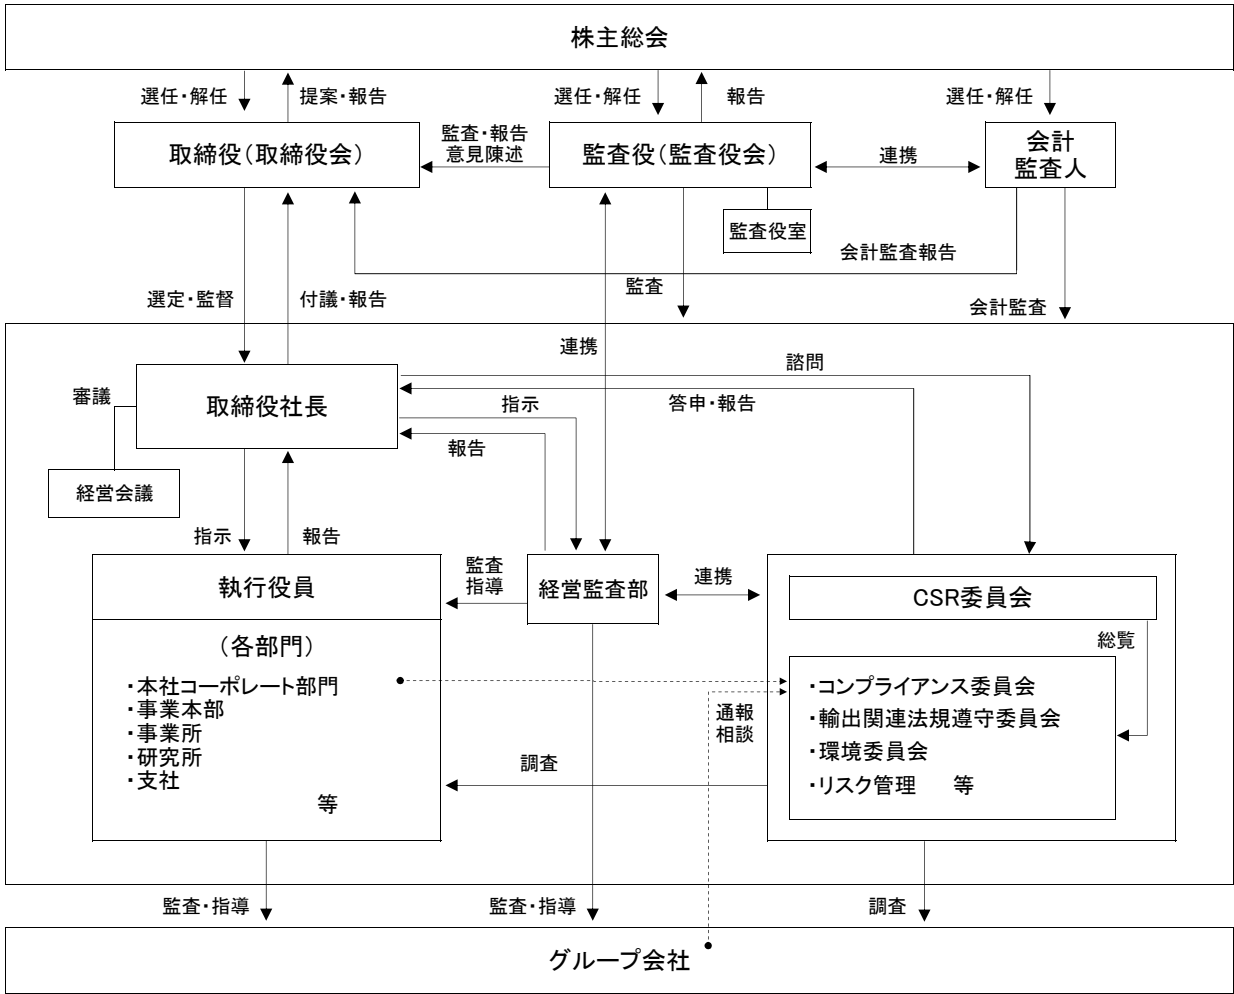 株主総会
選任・解任
提案・報告
選任・解任
報告
選任・解任
取締役（取締役会）
監査・報告
意見陳述
監査役（監査役会）
連携
会計
監査人
監査役室
会計監査報告
選定・監督
付議・報告
監査
会計監査
連携
諮問
審議
取締役社長
指示
答申・報告
報告
経営会議
指示
報告
執行役員
監査
指導
経営監査部
連携
CSR委員会
総覧
（各部門）
・本社コーポレート部門
・事業本部
・事業所
・研究所
・支社
等
通報
相談
・コンプライアンス委員会
・輸出関連法規遵守委員会
・環境委員会
・リスク管理　等
調査
監査・指導
監査・指導
調査
グループ会社